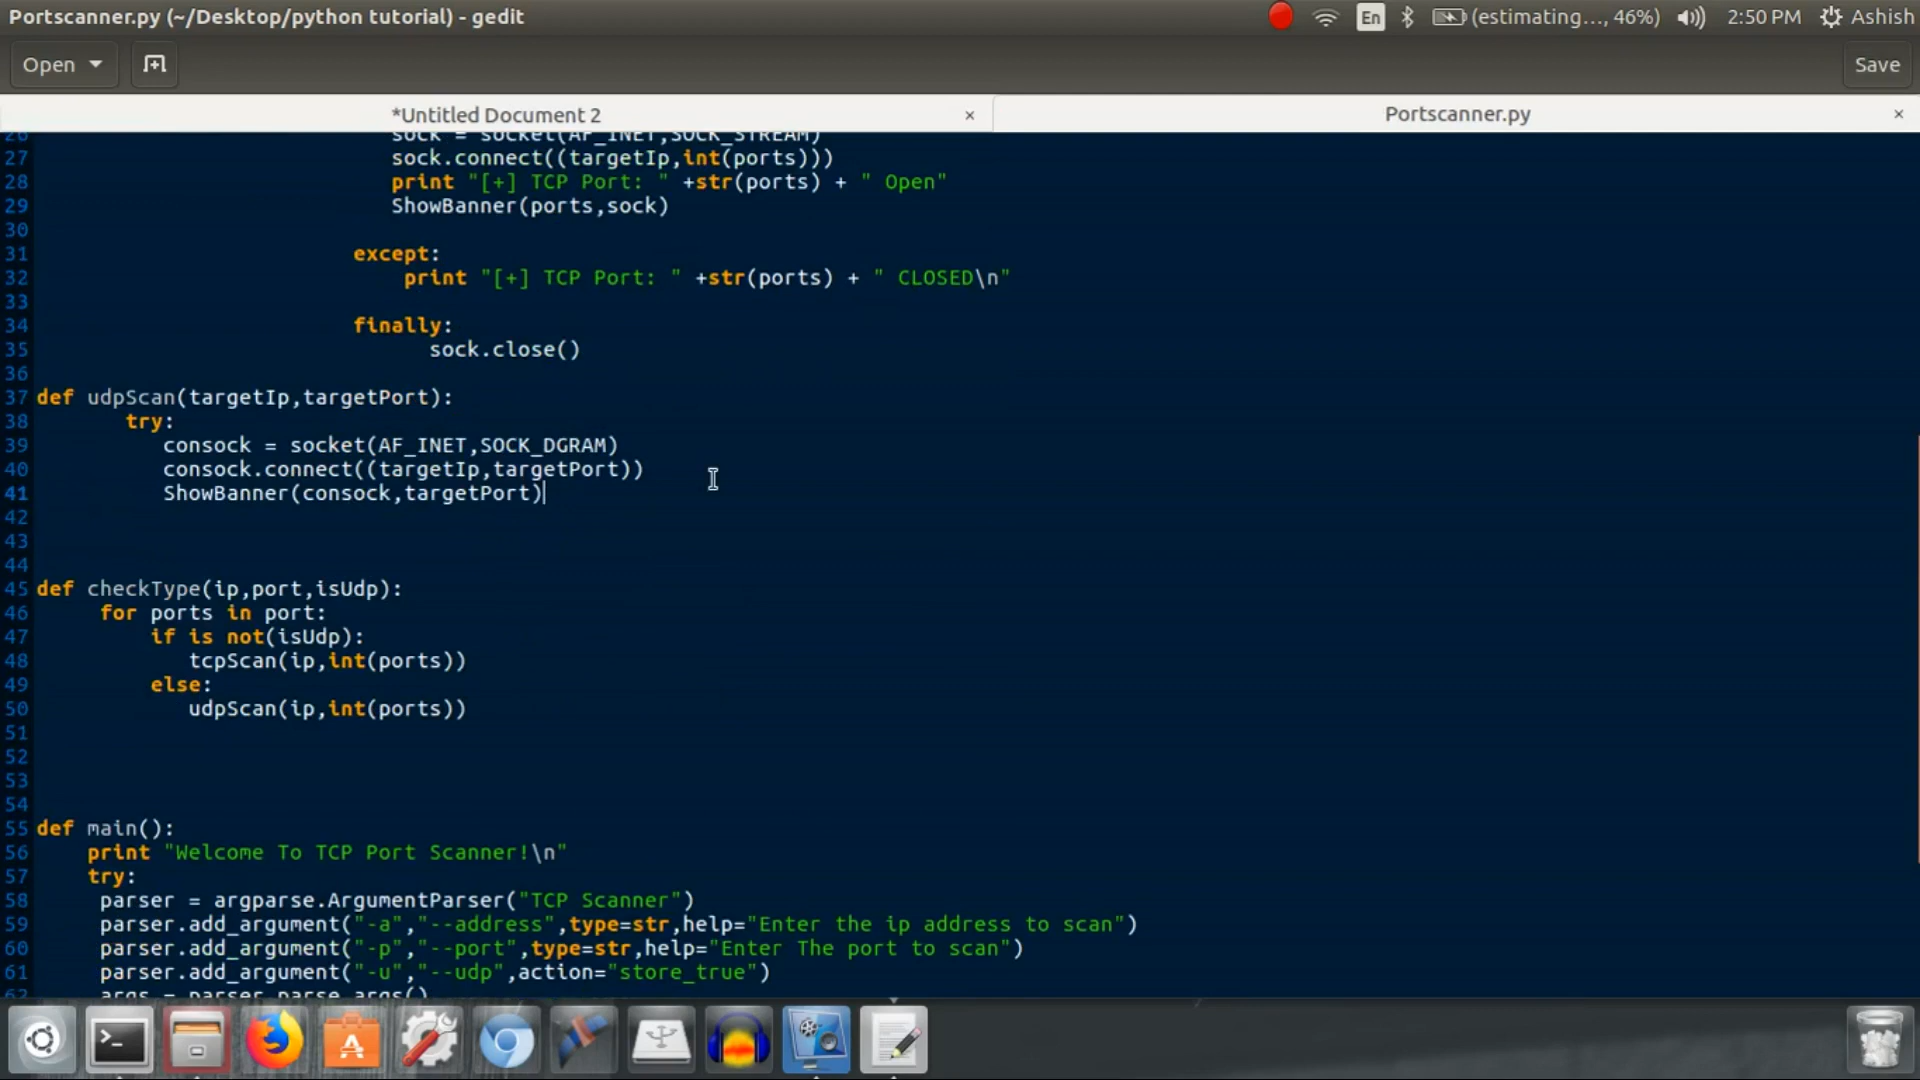 Portscanner.py (~/Desktop/python tutorial) - gedit
En (estimating..., 46%) 2:50 PM Ashish
Open Save
*Untitled Document 2 × Portscanner.py ×
26 sock = socket(AF_INET,SOCK_STREAM)
27 sock.connect((targetIp,int(ports)))
28 print "[+] TCP Port: " +str(ports) + " Open"
29 ShowBanner(ports,sock)
30
31 except:
32 print "[+] TCP Port: " +str(ports) + " CLOSED\n"
33
34 finally:
35 sock.close()
36
37 def udpScan(targetIp,targetPort):
38 try:
39 consock = socket(AF_INET,SOCK_DGRAM)
40 consock.connect((targetIp,targetPort))
41 ShowBanner(consock,targetPort)
42
43
44
45 def checkType(ip,port,isUdp):
46 for ports in port:
47 if is not(isUdp):
48 tcpScan(ip,int(ports))
49 else:
50 udpScan(ip,int(ports))
51
52
53
54
55 def main():
56 print "Welcome To TCP Port Scanner!\n"
57 try:
58 parser = argparse.ArgumentParser("TCP Scanner")
59 parser.add_argument("-a","--address",type=str,help="Enter the ip address to scan")
60 parser.add_argument("-p","--port",type=str,help="Enter The port to scan")
61 parser.add_argument("-u","--udp",action="store_true")
62 args = parser.parse_args()